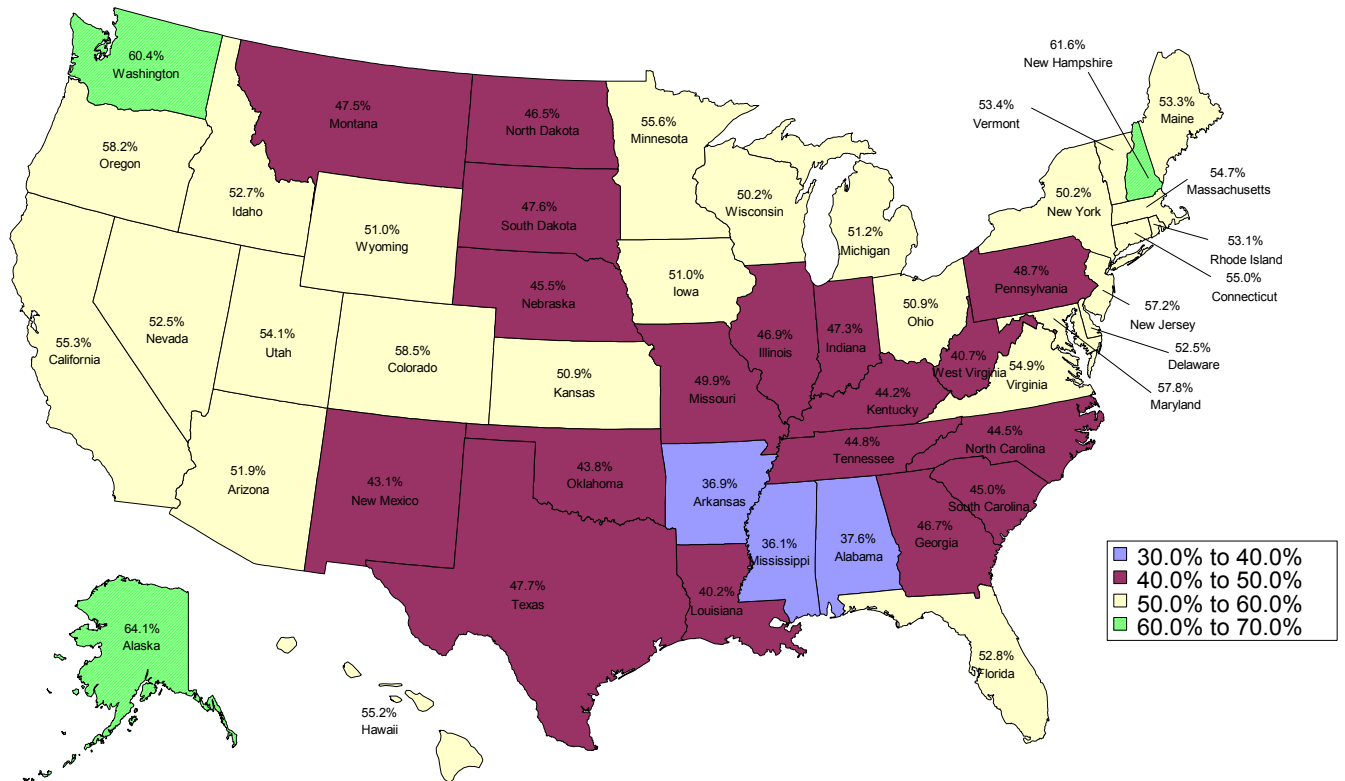 60.4%
Washington
47.5%
Montana
46.5%
North Dakota
55.6%
Minnesota
61.6%
New Hampshire
53.4%
Vermont
53.3%
Maine
58.2%
Oregon
52.7%
Idaho
51.0%
Wyoming
47.6%
South Dakota
50.2%
Wisconsin
51.2%
Michigan
50.2%
New York
54.7%
Massachusetts
53.1%
Rhode Island
55.0%
Connecticut
55.3%
California
52.5%
Nevada
54.1%
Utah
58.5%
Colorado
45.5%
Nebraska
51.0%
Iowa
46.9%
Illinois
47.3%
Indiana
50.9%
Ohio
48.7%
Pennsylvania
57.2%
New Jersey
52.5%
Delaware
57.8%
Maryland
50.9%
Kansas
49.9%
Missouri
44.2%
Kentucky
40.7%
West Virginia
54.9%
Virginia
51.9%
Arizona
43.1%
New Mexico
43.8%
Oklahoma
36.9%
Arkansas
44.8%
Tennessee
44.5%
North Carolina
45.0%
South Carolina
47.7%
Texas
40.2%
Louisiana
36.1%
Mississippi
37.6%
Alabama
46.7%
Georgia
52.8%
Florida
64.1%
Alaska
55.2%
Hawaii
30.0% to 40.0%
40.0% to 50.0%
50.0% to 60.0%
60.0% to 70.0%